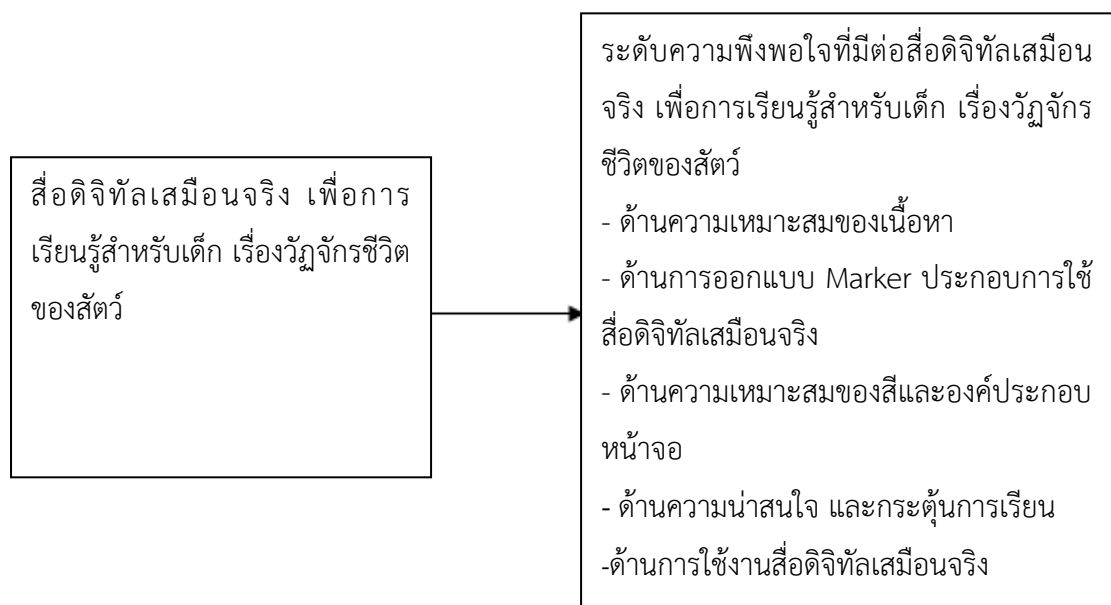 สื่อดิจิทัลเสมือนจริง เพื่อการ
เรียนรู้สำหรับเด็ก เรื่องวัฏจักรชีวิต
ของสัตว์
ระดับความพึงพอใจที่มีต่อสื่อดิจิทัลเสมือน
จริง เพื่อการเรียนรู้สำหรับเด็ก เรื่องวัฏจักร
ชีวิตของสัตว์
- ด้านความเหมาะสมของเนื้อหา
- ด้านการออกแบบ Marker ประกอบการใช้
สื่อดิจิทัลเสมือนจริง
- ด้านความเหมาะสมของสีและองค์ประกอบ
หน้าจอ
- ด้านความน่าสนใจ และกระตุ้นการเรียน
-ด้านการใช้งานสื่อดิจิทัลเสมือนจริง